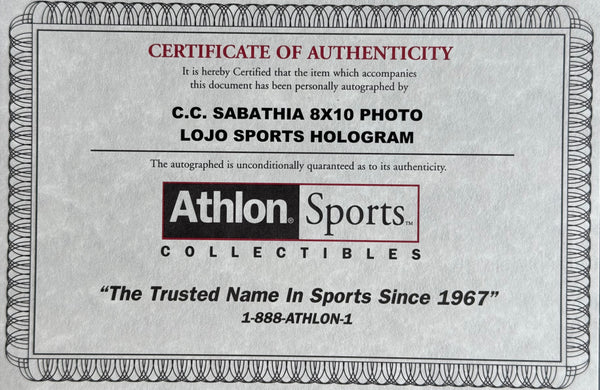 CERTIFICATE OF AUTHENTICITY
It is hereby Certified that the item which accompanies
this document has been personally autographed by
C.C. SABATHIA 8X10 PHOTO
LOJO SPORTS HOLOGRAM
The autographed is unconditionally quaranteed as to its authenticity.
Athlon® Sports™
COLLECTIBLES
“The Trusted Name In Sports Since 1967”
1-888-ATHLON-1